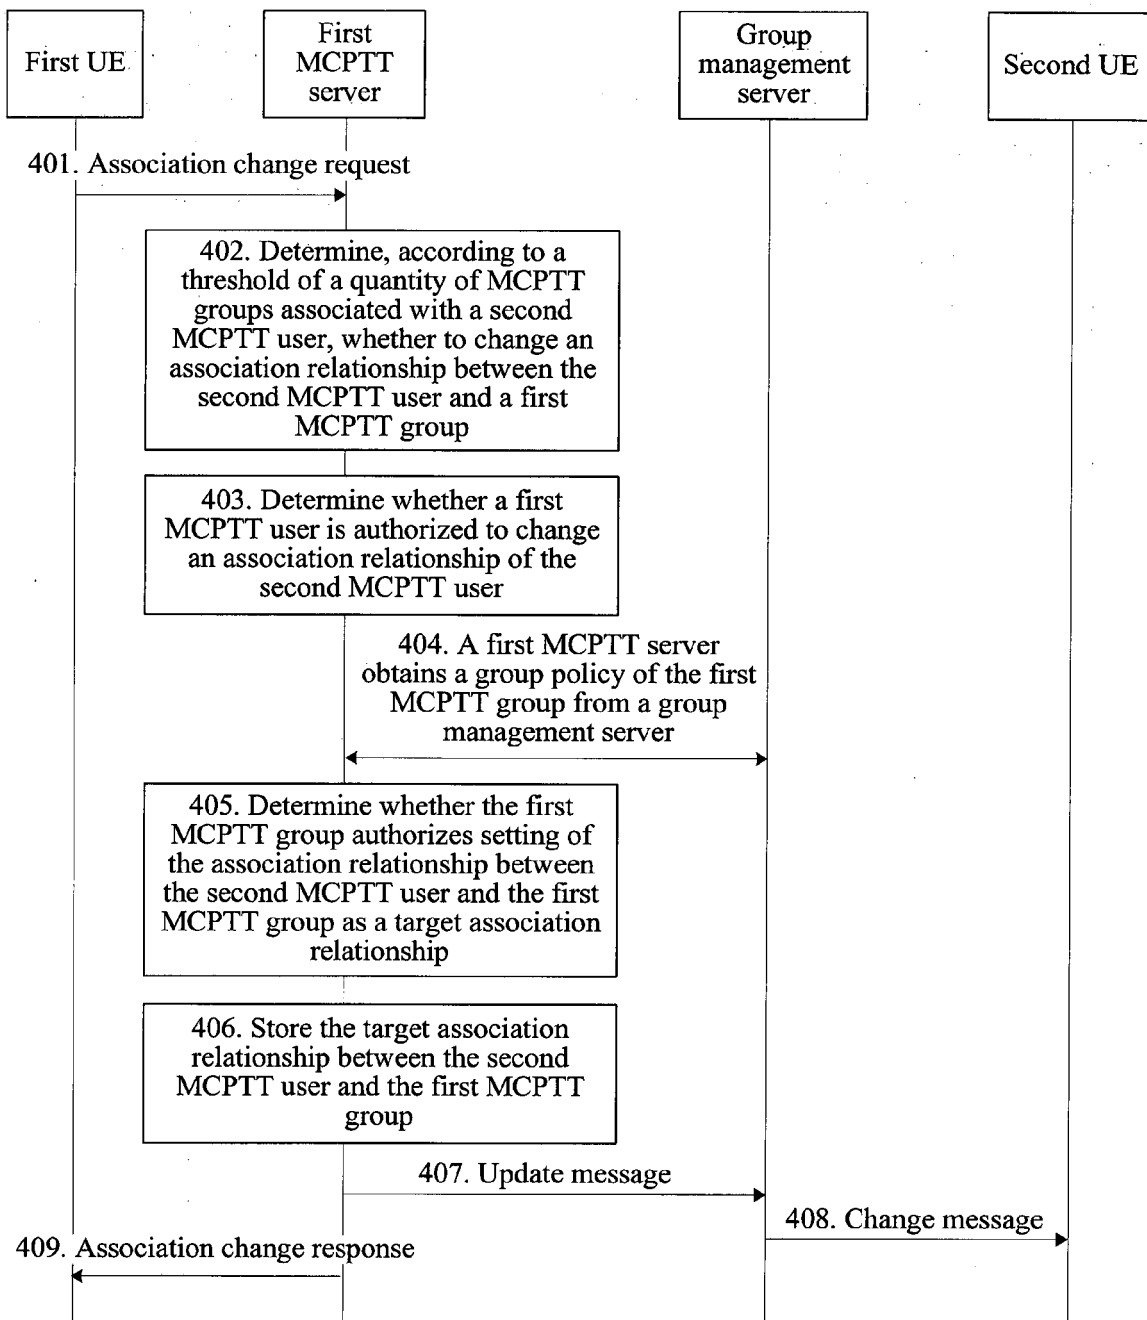 First UE
First
MCPTT
server
Group
management
server
Second UE
401. Association change request
402. Determine, according to a
threshold of a quantity of MCPTT
groups associated with a second
MCPTT user, whether to change an
association relationship between the
second MCPTT user and a first
MCPTT group
403. Determine whether a first
MCPTT user is authorized to change
an association relationship of the
second MCPTT user
404. A first MCPTT server
obtains a group policy of the first
MCPTT group from a group
management server
405. Determine whether the first
MCPTT group authorizes setting of
the association relationship between
the second MCPTT user and the first
MCPTT group as a target association
relationship
406. Store the target association
relationship between the second
MCPTT user and the first MCPTT
group
407. Update message
408. Change message
409. Association change response